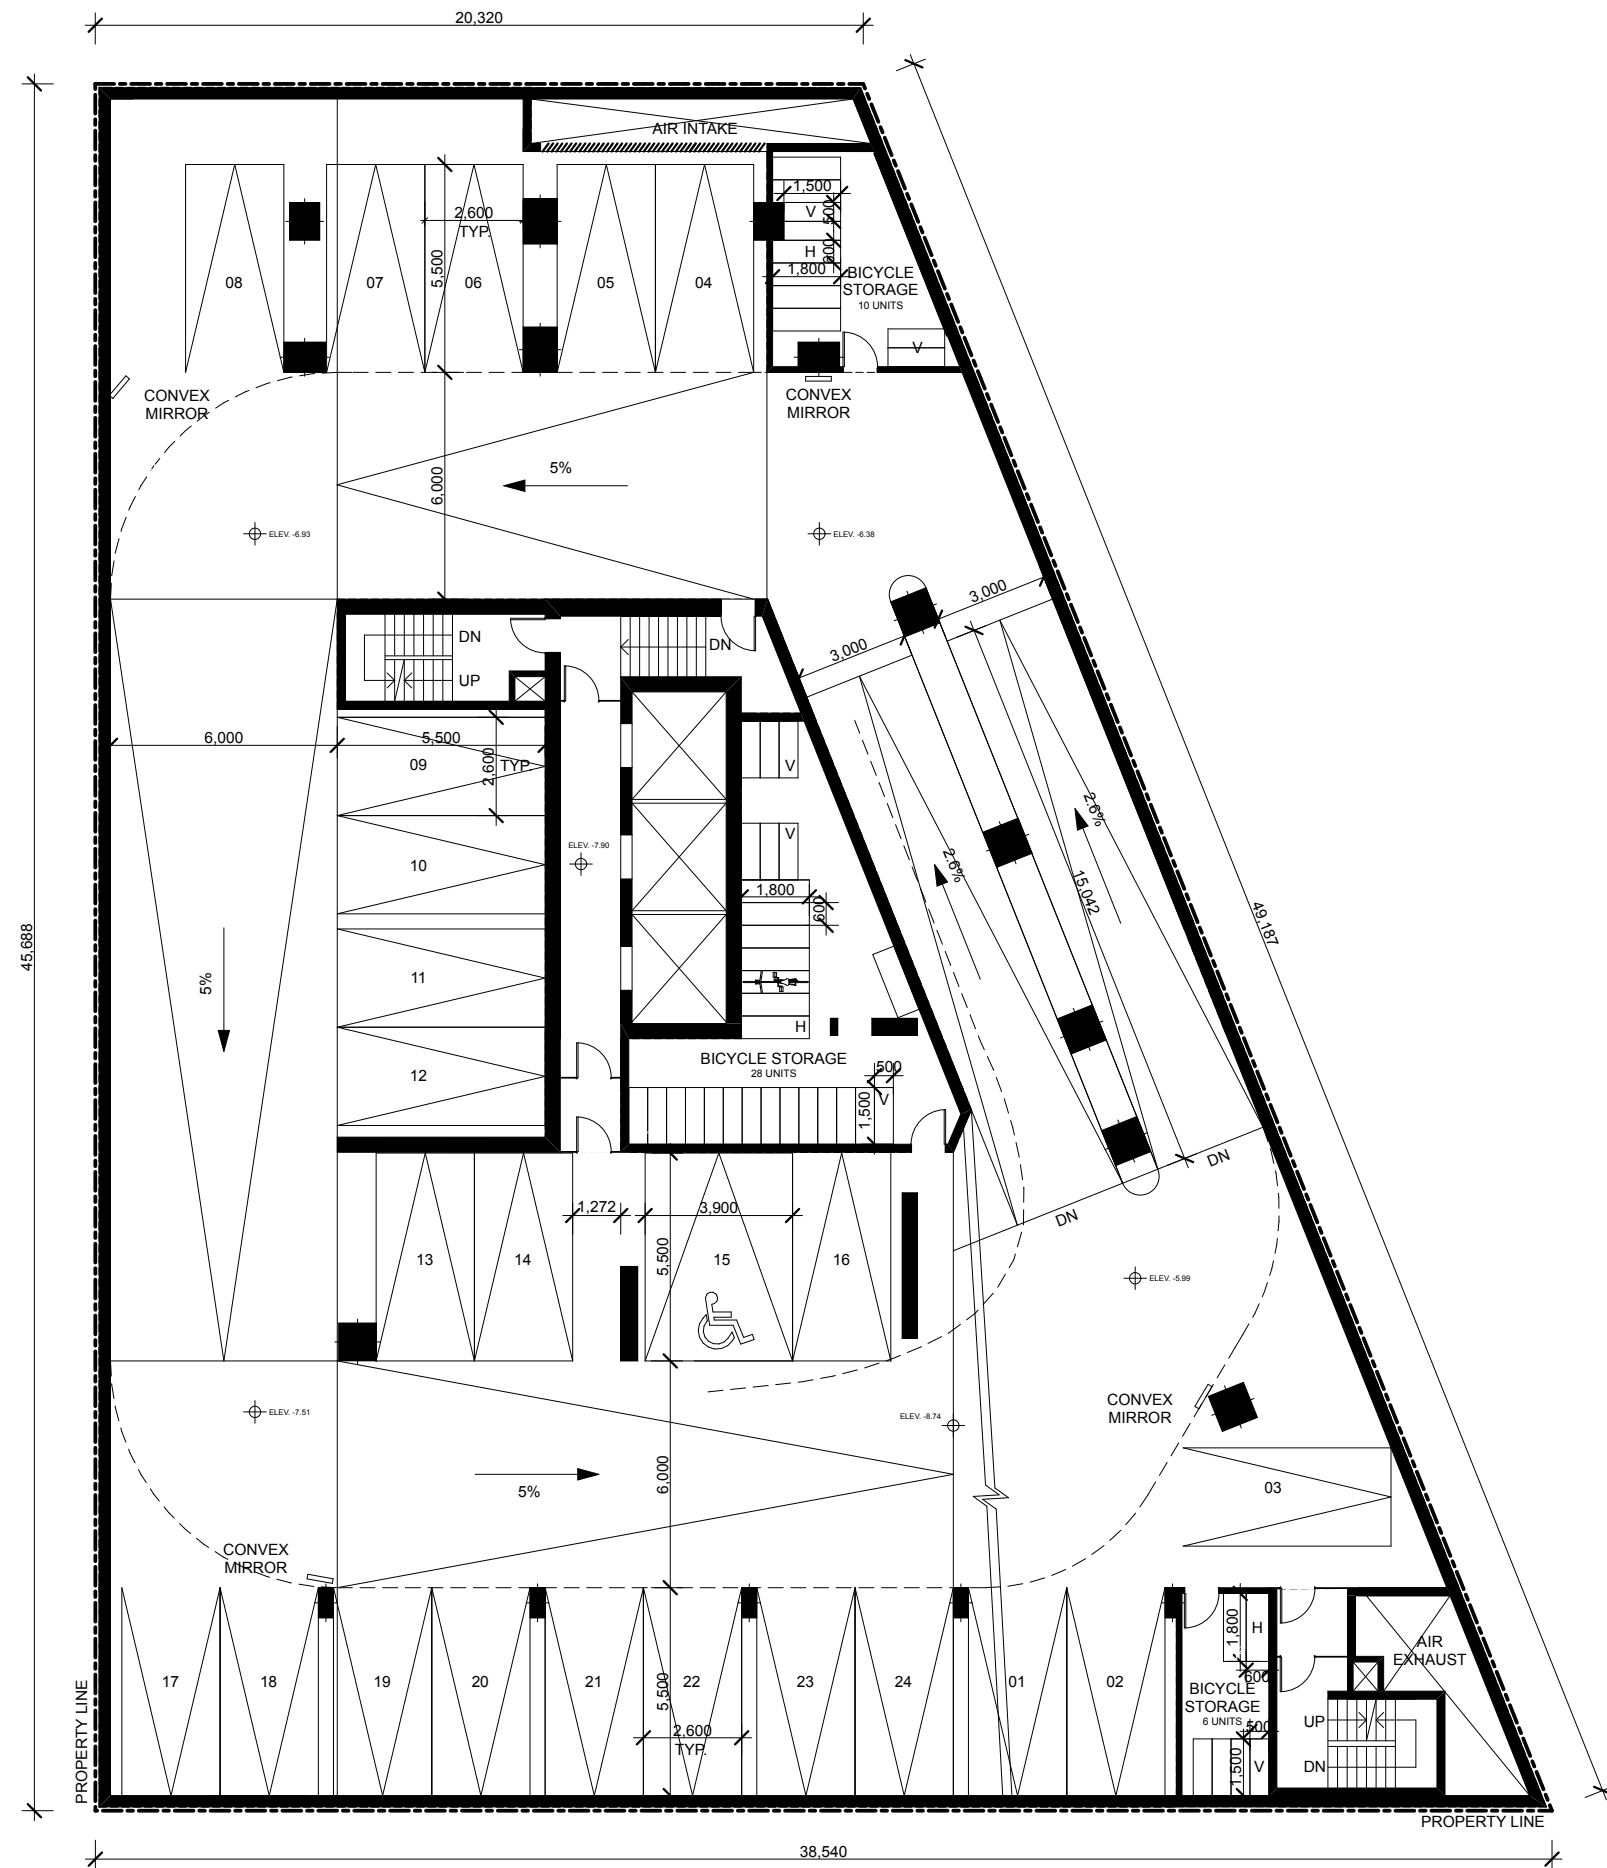 20,320
AIR INTAKE
1,500
V
500
2,600
TYP.
5,500
H
600
1,800
08
07
06
05
04
BICYCLE
STORAGE
10 UNITS
V
CONVEX
MIRROR
CONVEX
MIRROR
5%
6,000
ELEV. -6.93
ELEV. -6.38
3,000
3,000
DN
UP
DN
6,000
5,500
09
2,600
TYP.
V
10
ELEV. -7.90
V
2.6%
2.6%
1,800
600
15,042
49,187
45,688
5%
11
H
12
BICYCLE STORAGE
28 UNITS
500
V
1,500
DN
DN
1,272
3,900
5,500
13
14
15
16
ELEV. -5.99
ELEV. -7.51
ELEV. -8.74
CONVEX
MIRROR
5%
6,000
03
CONVEX
MIRROR
1,800
H
600
AIR
EXHAUST
17
18
19
20
21
22
23
24
01
02
5,500
2,600
TYP.
BICYCLE
STORAGE
6 UNITS
500
1,500
V
UP
DN
PROPERTY LINE
PROPERTY LINE
38,540